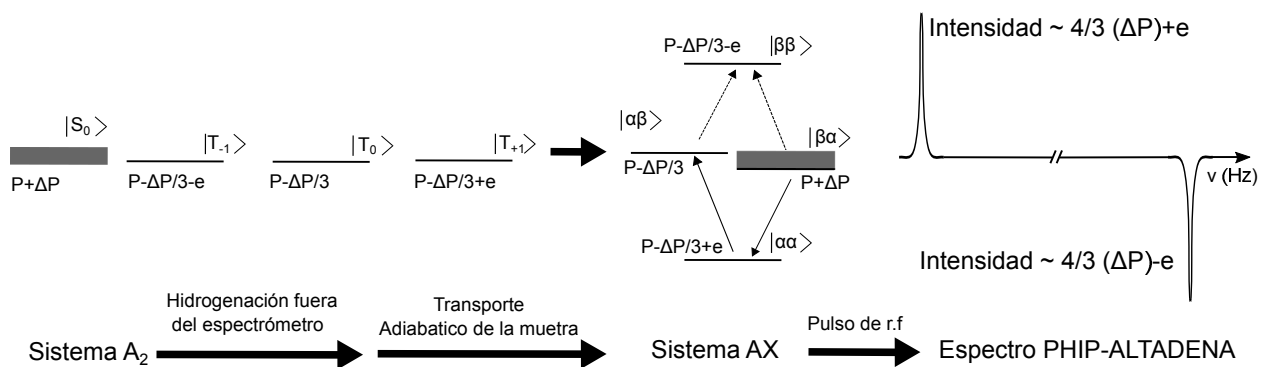 Intensidad ~ 4/3 (ΔP)+e
P-ΔP/3-e
|ββ>
|S₀>
|T₋₁>
|T₀>
|T₊₁>
|αβ>
|βα>
P+ΔP
P-ΔP/3-e
P-ΔP/3
P-ΔP/3+e
P-ΔP/3
P+ΔP
ν (Hz)
P-ΔP/3+e
|αα>
Intensidad ~ 4/3 (ΔP)-e
Hidrogenación fuera
del espectrómetro
Transporte
Adiabatico de la muetra
Pulso de r.f
Sistema A₂
Sistema AX
Espectro PHIP-ALTADENA